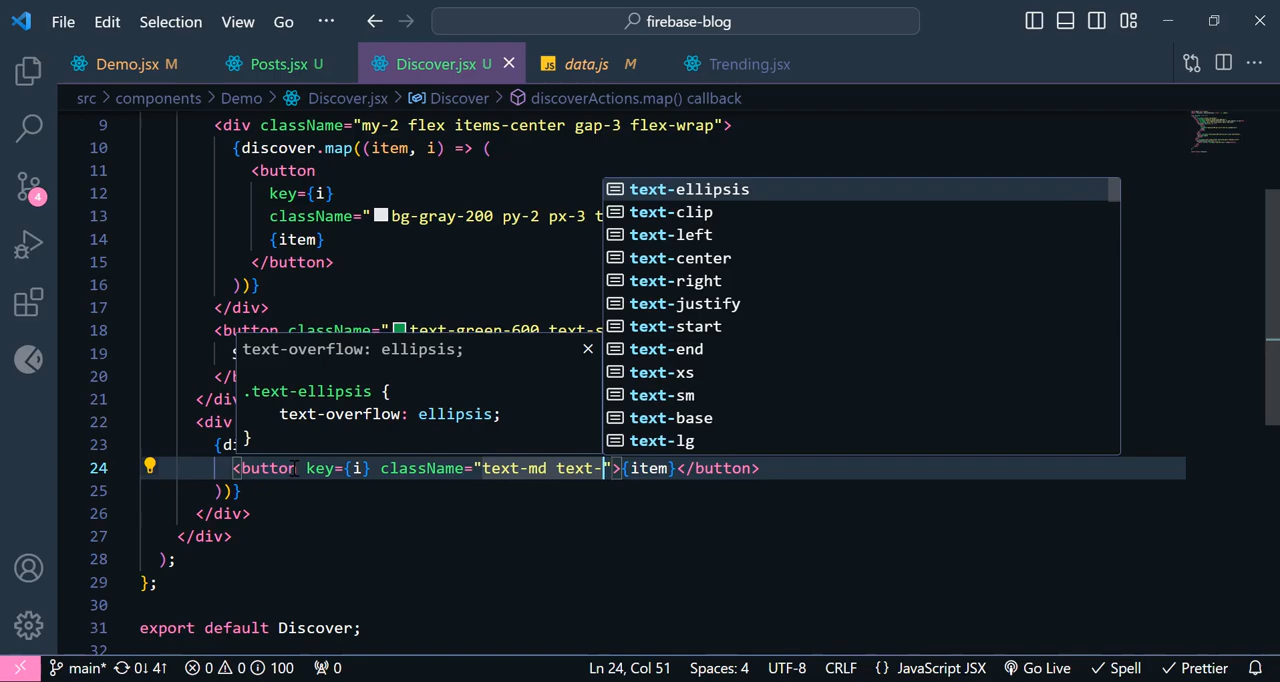 File Edit Selection View Go ··· firebase-blog
Demo.jsx M Posts.jsx U Discover.jsx U data.js M Trending.jsx
src > components > Demo > Discover.jsx > Discover > discoverActions.map() callback
9 <div className="my-2 flex items-center gap-3 flex-wrap">
10 {discover.map((item, i) => (
11 <button
12 key={i}
13 className="bg-gray-200 py-2 px-3 t
14 {item}
15 </button>
16 ))}
17 </div>
18 <button className="text-green-600 text-s
19
20 </b
21 </div
22 <div
23 {di
24 <button key={i} className="text-md text-">{item}</button>
25 ))}
26 </div>
27 </div>
28 );
29 };
30
31 export default Discover;
32
text-overflow: ellipsis;
.text-ellipsis {
text-overflow: ellipsis;
}
text-ellipsis
text-clip
text-left
text-center
text-right
text-justify
text-start
text-end
text-xs
text-sm
text-base
text-lg
4
main* 0↓ 4↑ 0 0 100 0 Ln 24, Col 51 Spaces: 4 UTF-8 CRLF {} JavaScript JSX Go Live Spell Prettier